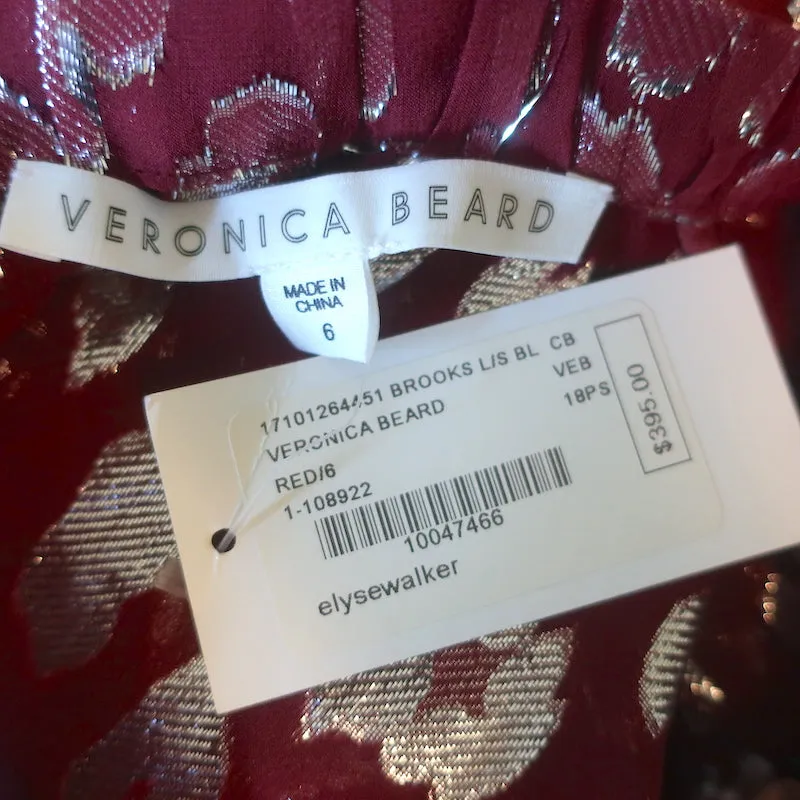 VERONICA BEARD
MADE IN
CHINA
6
17101264451 BROOKS L/S BL CB
VERONICA BEARD VEB
RED/6 18PS
1-108922
10047466
elysewalker
$395.00